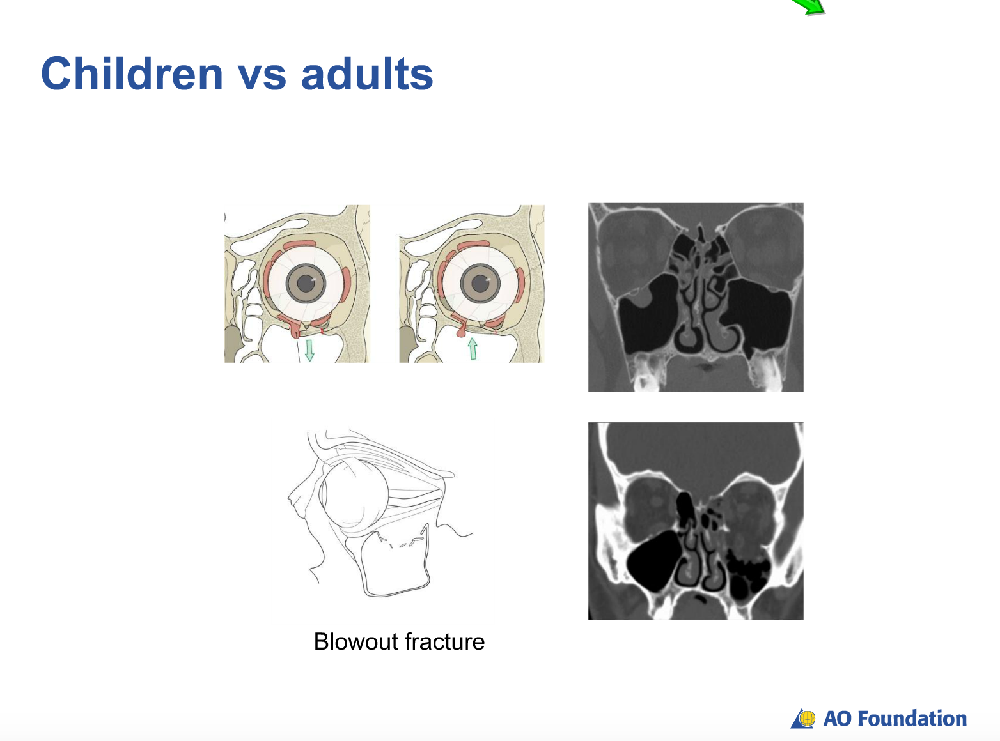 Children vs adults
Blowout fracture
AO Foundation